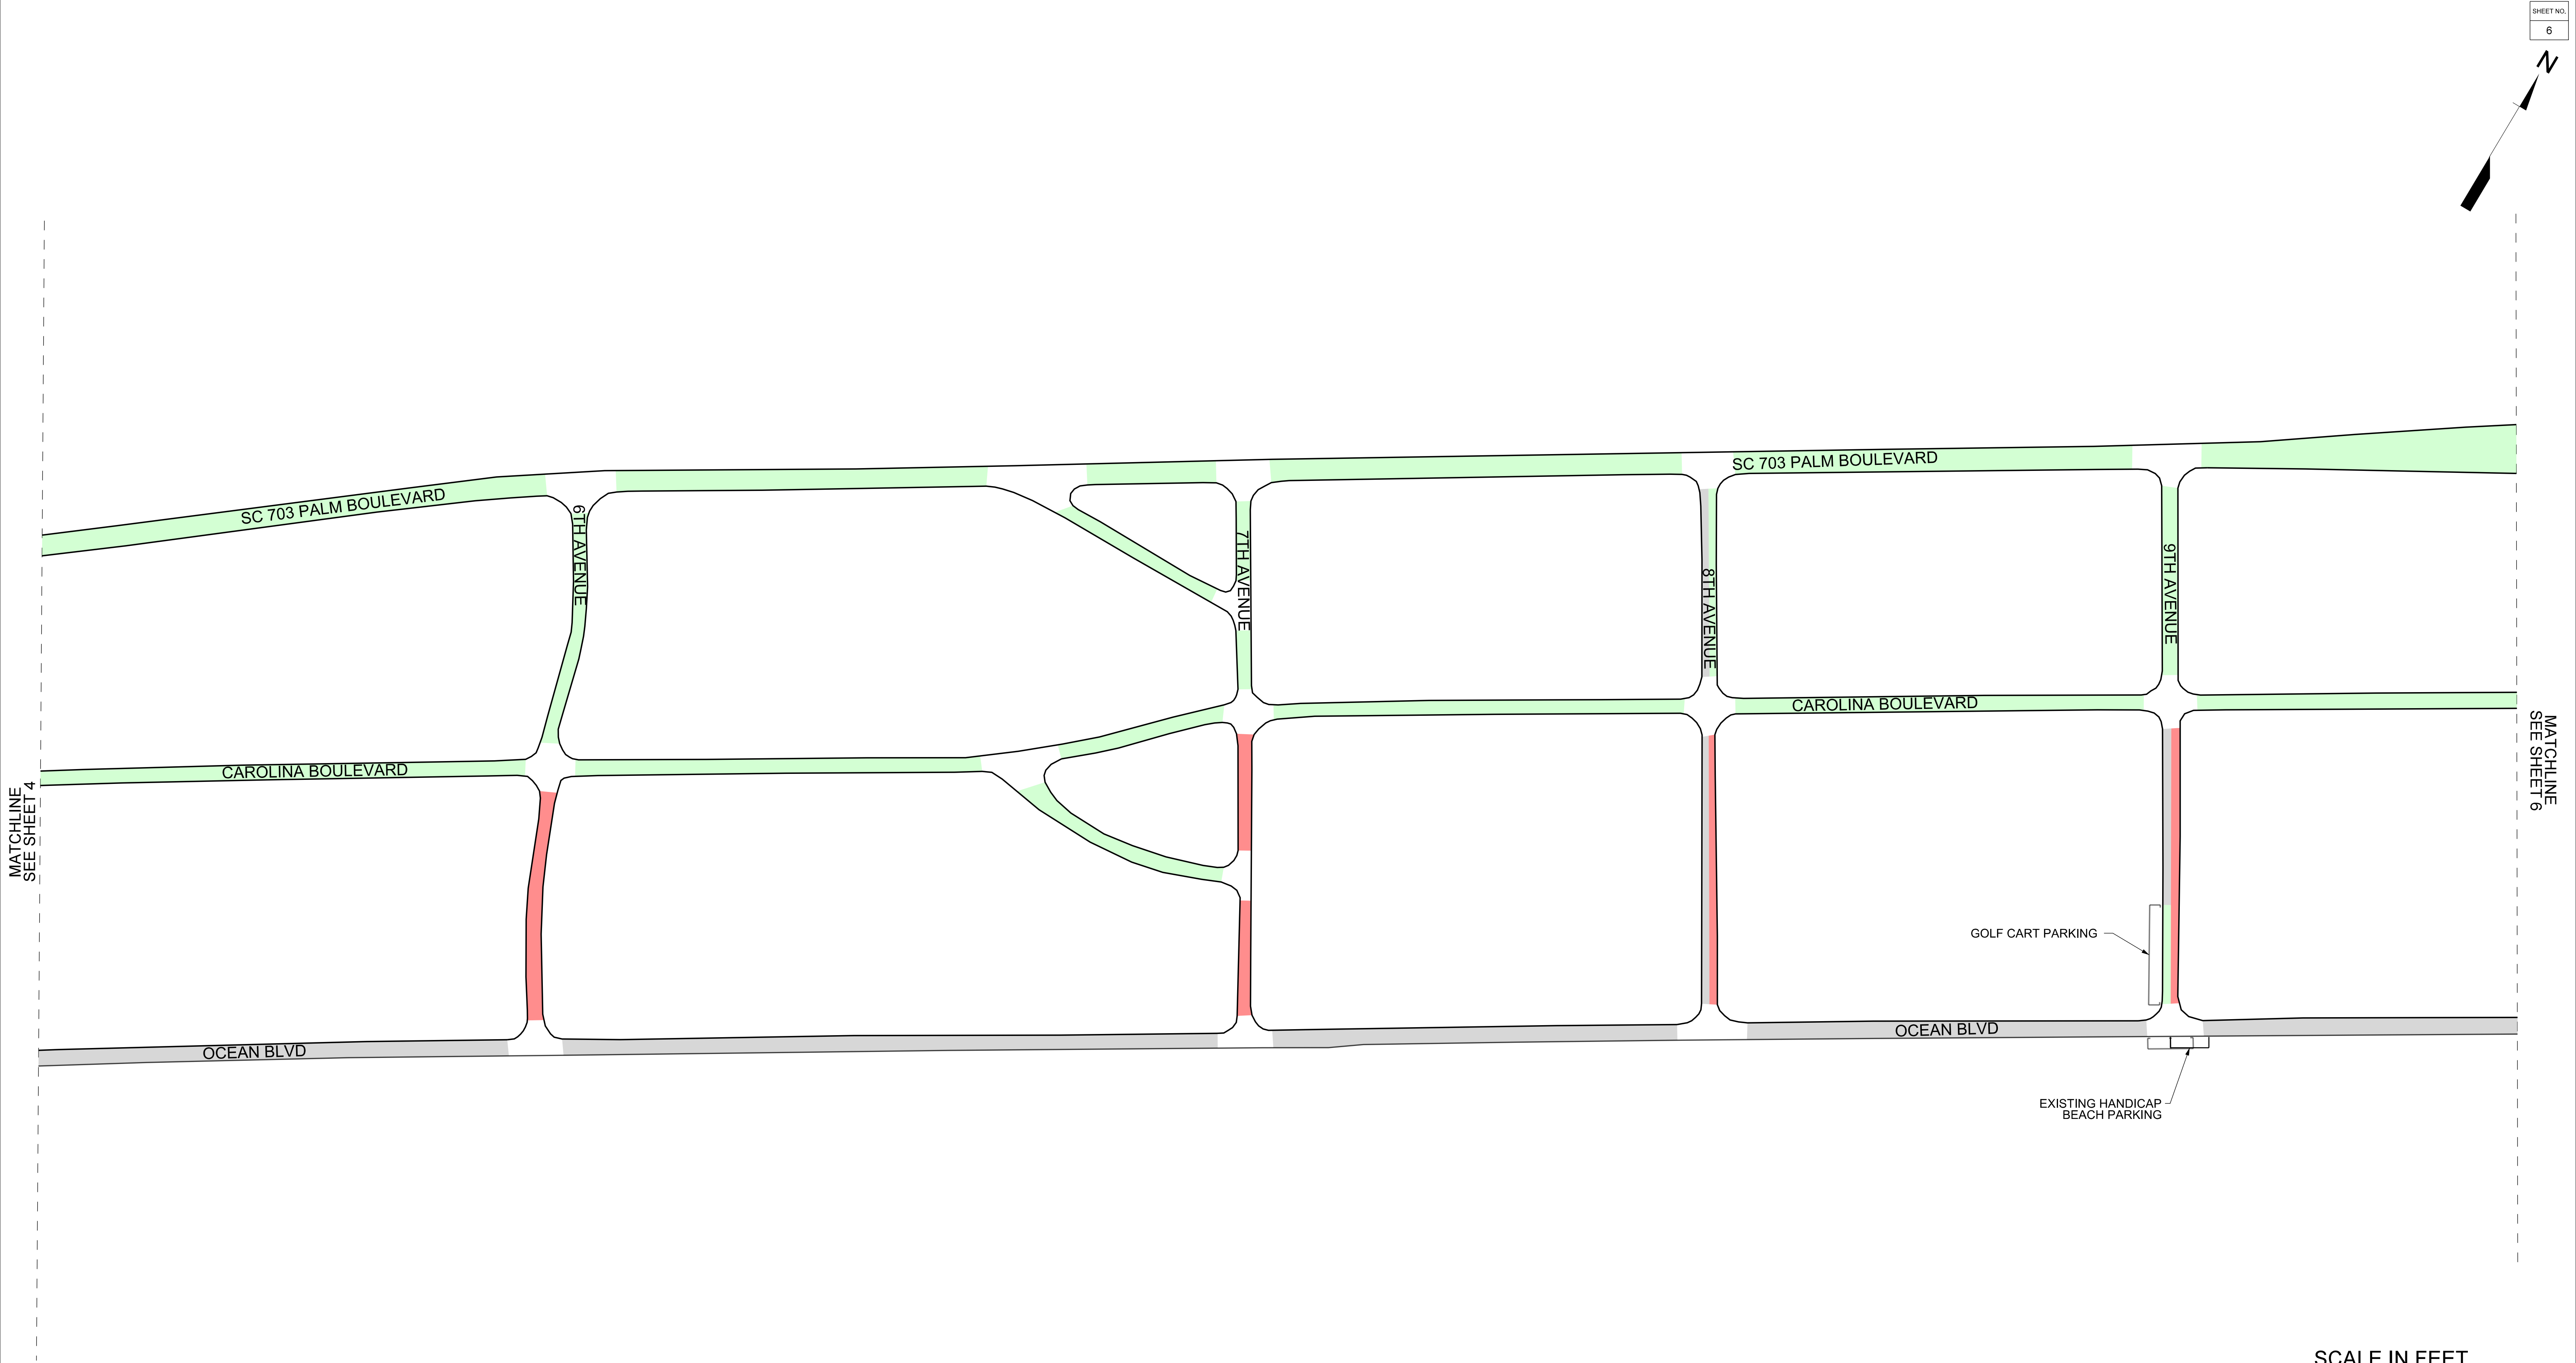 SHEET NO.
6
N
SC 703 PALM BOULEVARD
SC 703 PALM BOULEVARD
6TH AVENUE
7TH AVENUE
8TH AVENUE
9TH AVENUE
CAROLINA BOULEVARD
CAROLINA BOULEVARD
MATCHLINE
SEE SHEET 4
MATCHLINE
SEE SHEET 6
GOLF CART PARKING
OCEAN BLVD
OCEAN BLVD
EXISTING HANDICAP
BEACH PARKING
SCALE IN FEET